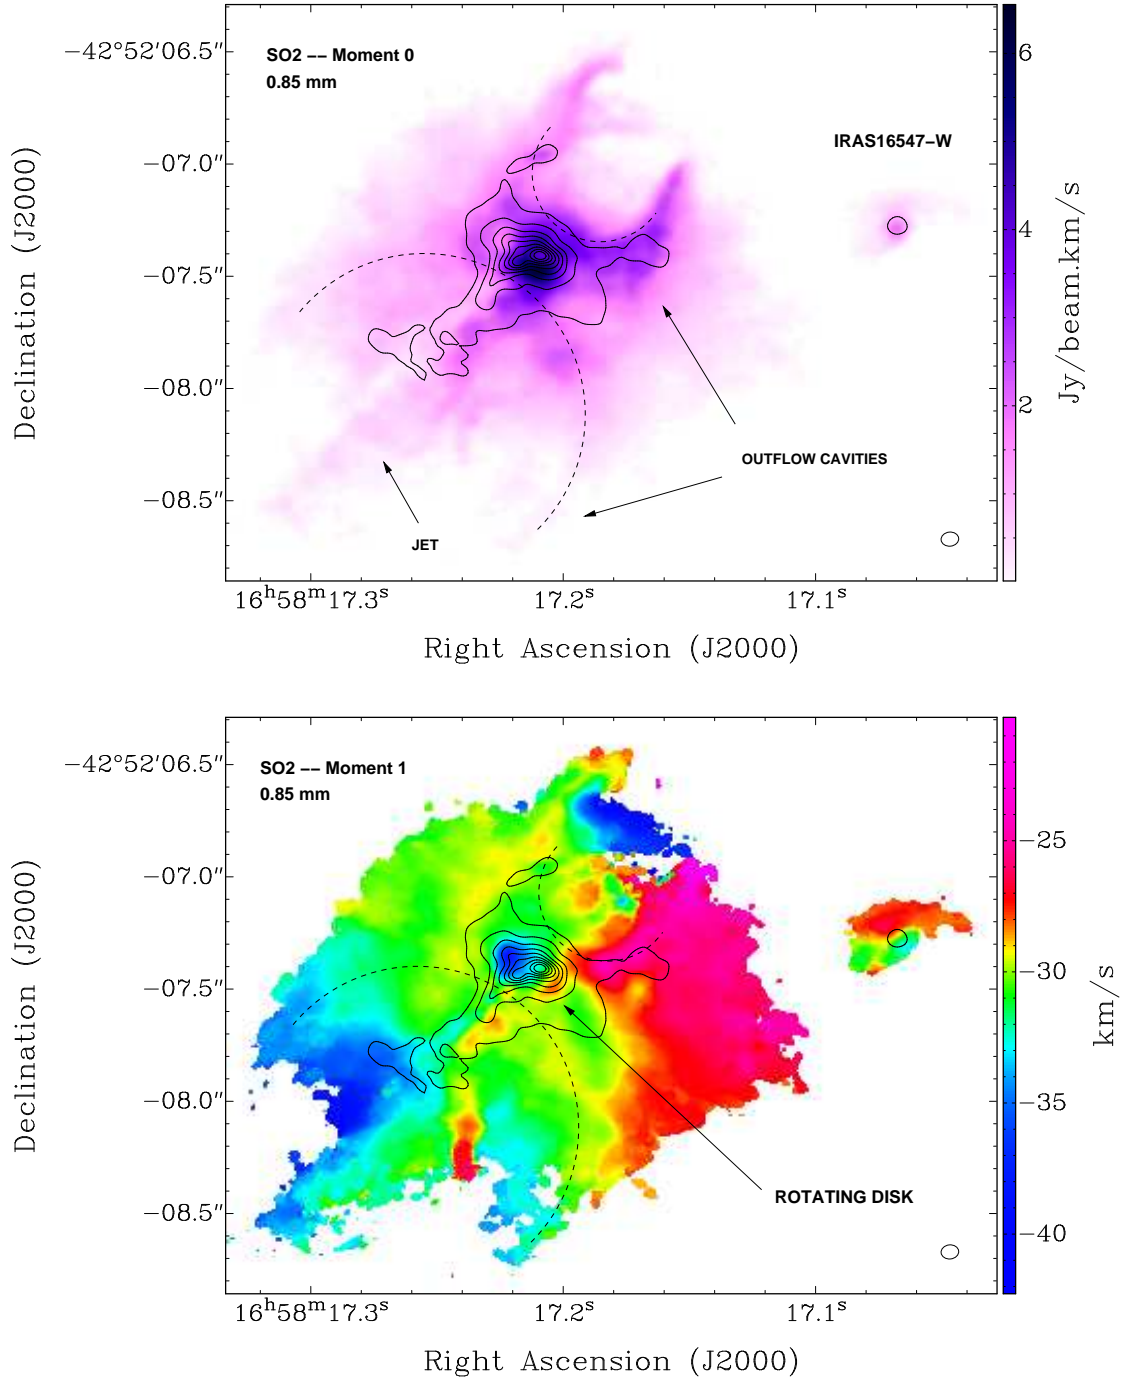 SO2 −− Moment 0
0.85 mm
IRAS16547−W
OUTFLOW CAVITIES
JET
−42°52′06.5″
−07.0″
−07.5″
−08.0″
−08.5″
Declination (J2000)
16ʰ58ᵐ17.3ˢ
17.2ˢ
17.1ˢ
Right Ascension (J2000)
6
4
2
Jy/beam.km/s
SO2 −− Moment 1
0.85 mm
ROTATING DISK
−42°52′06.5″
−07.0″
−07.5″
−08.0″
−08.5″
Declination (J2000)
16ʰ58ᵐ17.3ˢ
17.2ˢ
17.1ˢ
Right Ascension (J2000)
−25
−30
−35
−40
km/s